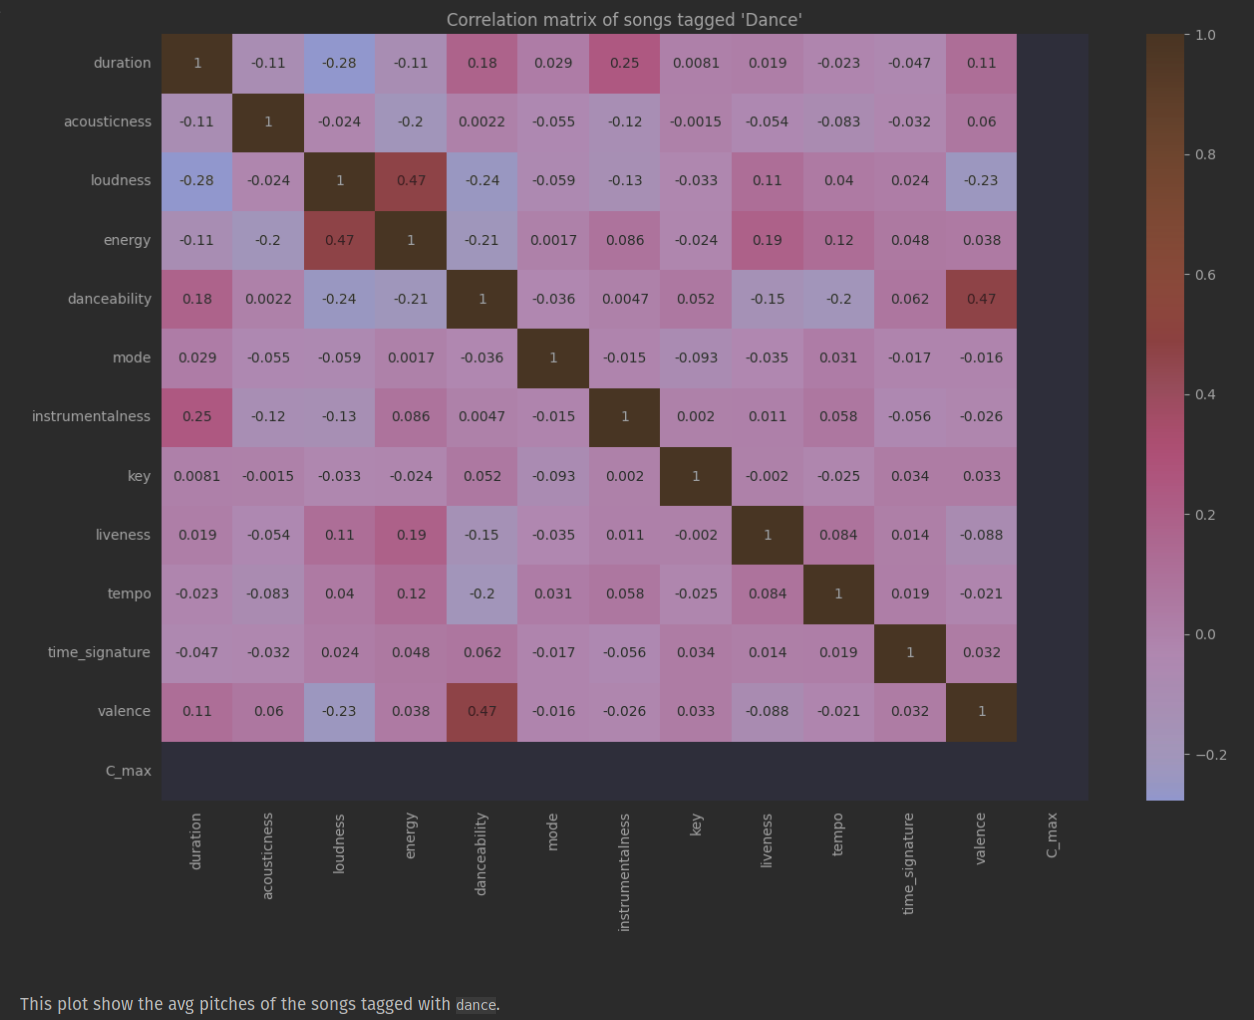 Correlation matrix of songs tagged 'Dance'
duration 1 -0.11 -0.28 -0.11 0.18 0.029 0.25 0.0081 0.019 -0.023 -0.047 0.11
acousticness -0.11 1 -0.024 -0.2 0.0022 -0.055 -0.12 -0.0015 -0.054 -0.083 -0.032 0.06
loudness -0.28 -0.024 1 0.47 -0.24 -0.059 -0.13 -0.033 0.11 0.04 0.024 -0.23
energy -0.11 -0.2 0.47 1 -0.21 0.0017 0.086 -0.024 0.19 0.12 0.048 0.038
danceability 0.18 0.0022 -0.24 -0.21 1 -0.036 0.0047 0.052 -0.15 -0.2 0.062 0.47
mode 0.029 -0.055 -0.059 0.0017 -0.036 1 -0.015 -0.093 -0.035 0.031 -0.017 -0.016
instrumentalness 0.25 -0.12 -0.13 0.086 0.0047 -0.015 1 0.002 0.011 0.058 -0.056 -0.026
key 0.0081 -0.0015 -0.033 -0.024 0.052 -0.093 0.002 1 -0.002 -0.025 0.034 0.033
liveness 0.019 -0.054 0.11 0.19 -0.15 -0.035 0.011 -0.002 1 0.084 0.014 -0.088
tempo -0.023 -0.083 0.04 0.12 -0.2 0.031 0.058 -0.025 0.084 1 0.019 -0.021
time_signature -0.047 -0.032 0.024 0.048 0.062 -0.017 -0.056 0.034 0.014 0.019 1 0.032
valence 0.11 0.06 -0.23 0.038 0.47 -0.016 -0.026 0.033 -0.088 -0.021 0.032 1
C_max
duration acousticness loudness energy danceability mode instrumentalness key liveness tempo time_signature valence C_max
1.0
0.8
0.6
0.4
0.2
0.0
−0.2
This plot show the avg pitches of the songs tagged with dance.